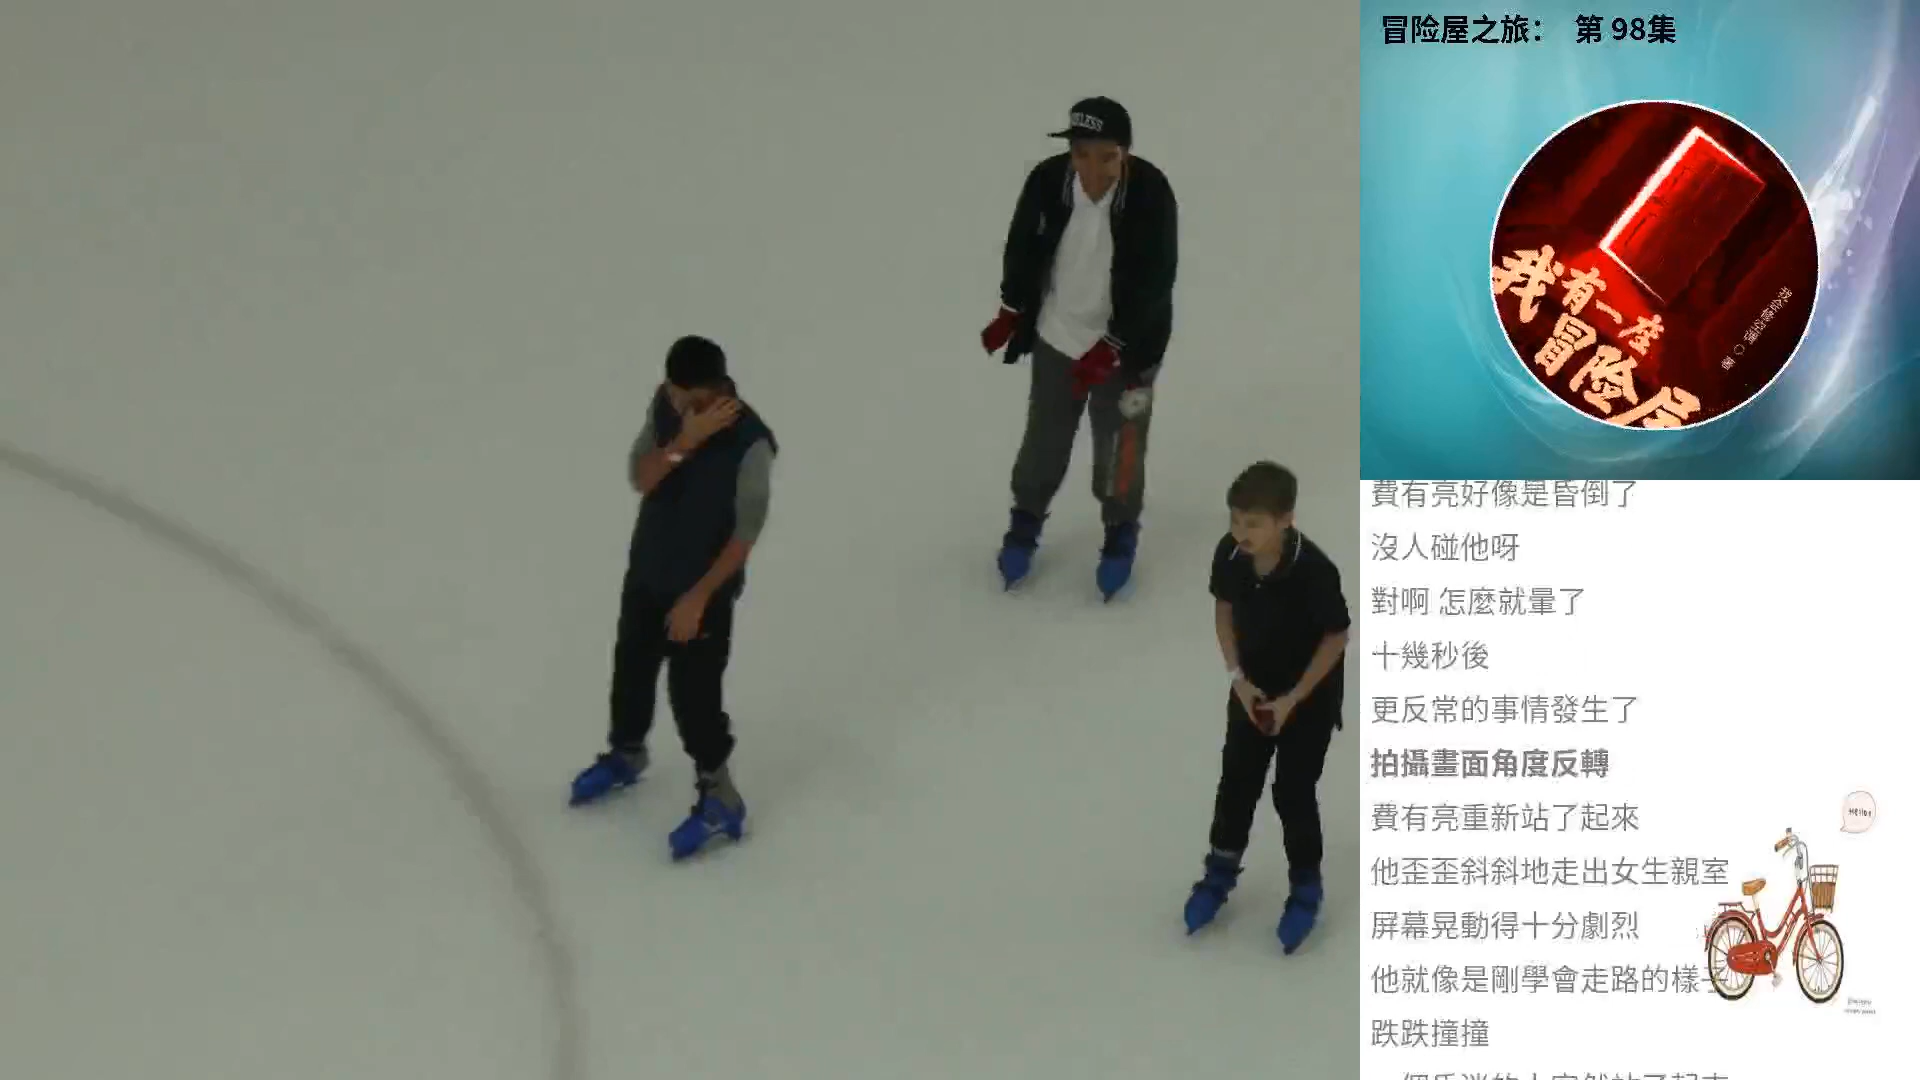 冒险屋之旅： 第 98集
我有一座
冒险屋
費有亮好像是昏倒了
沒人碰他呀
對啊 怎麼就暈了
十幾秒後
更反常的事情發生了
拍攝畫面角度反轉
費有亮重新站了起來
他歪歪斜斜地走出女生親室
屏幕晃動得十分劇烈
他就像是剛學會走路的樣子
跌跌撞撞
Hello!